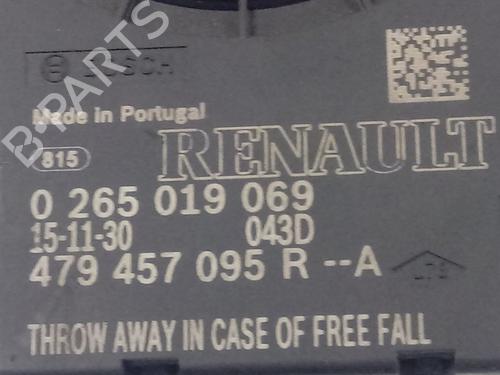 BOSCH
Made in Portugal
815
RENAULT
0 265 019 069
15-11-30 043D
479 457 095 R --A
THROW AWAY IN CASE OF FREE FALL
B-PARTS